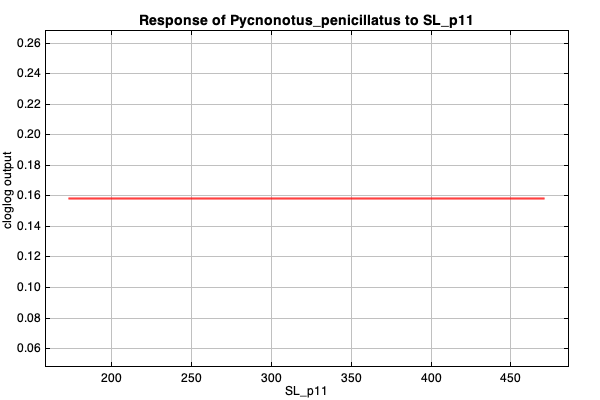 Response of Pycnonotus_penicillatus to SL_p11
cloglog output
0.26
0.24
0.22
0.20
0.18
0.16
0.14
0.12
0.10
0.08
0.06
200 250 300 350 400 450
SL_p11